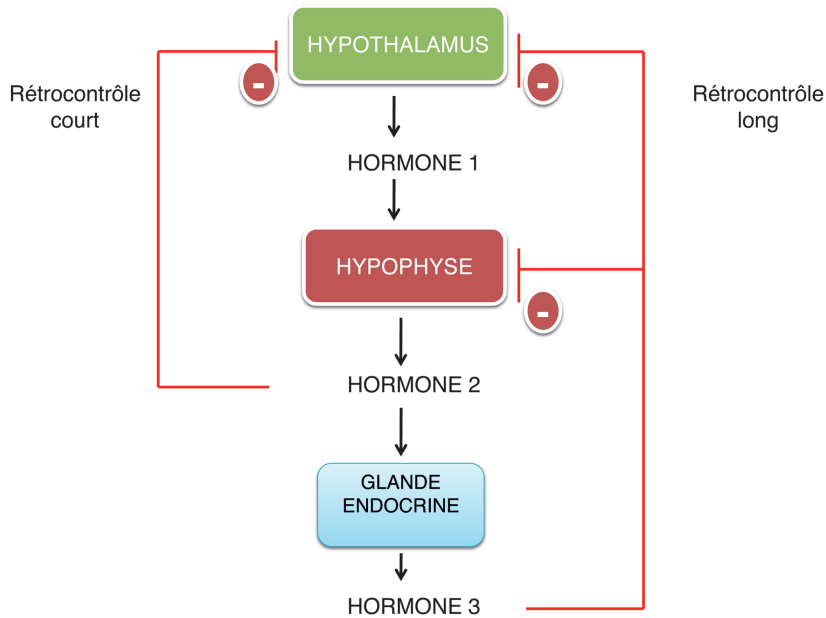 HYPOTHALAMUS
-
-
Rétrocontrôle
court
Rétrocontrôle
long
HORMONE 1
HYPOPHYSE
-
HORMONE 2
GLANDE
ENDOCRINE
HORMONE 3